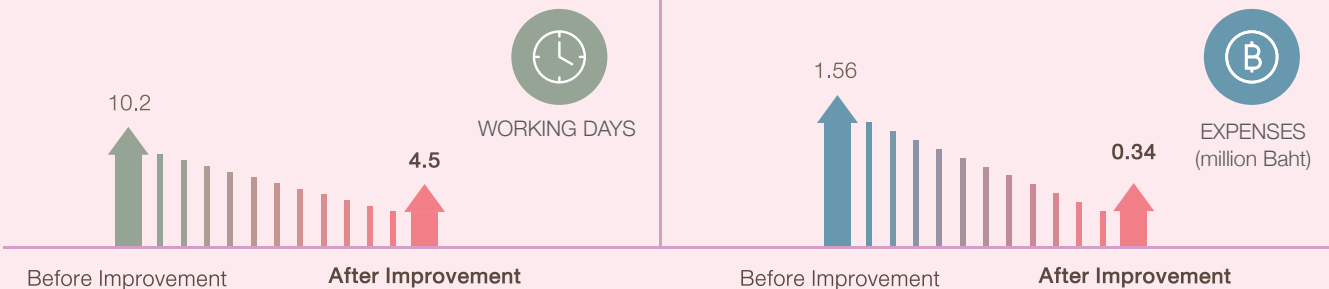 10.2
4.5
WORKING DAYS
Before Improvement
After Improvement
1.56
0.34
EXPENSES
(million Baht)
Before Improvement
After Improvement